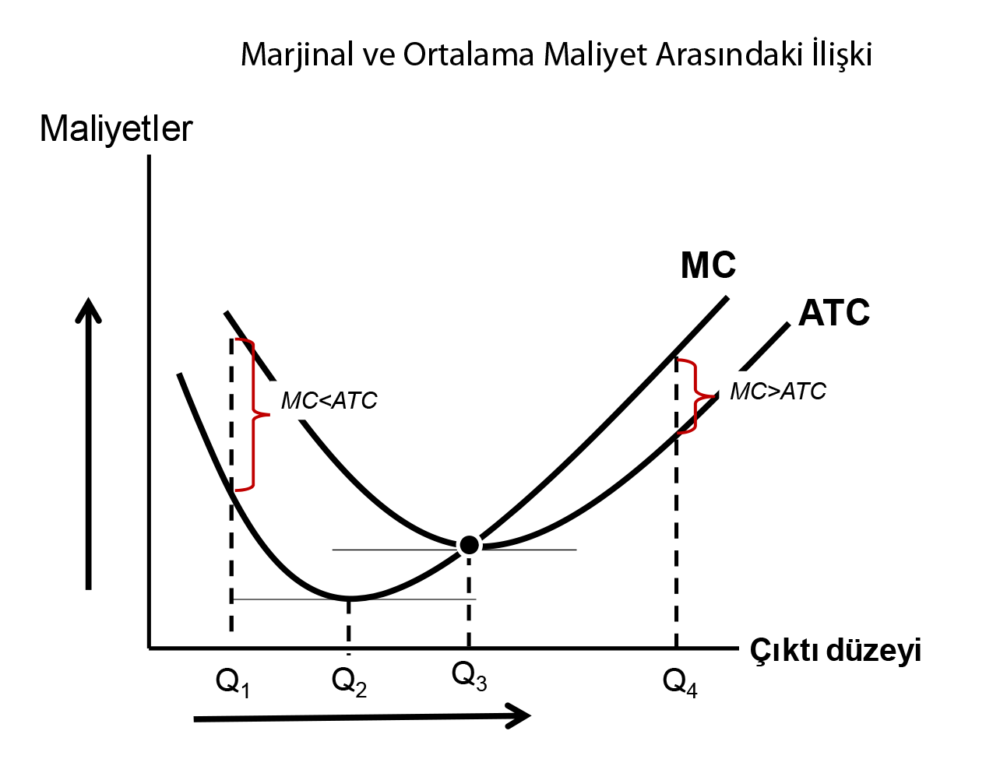 Marjinal ve Ortalama Maliyet Arasındaki İlişki
Maliyetler
MC
ATC
MC<ATC
MC>ATC
Çıktı düzeyi
Q1
Q2
Q3
Q4